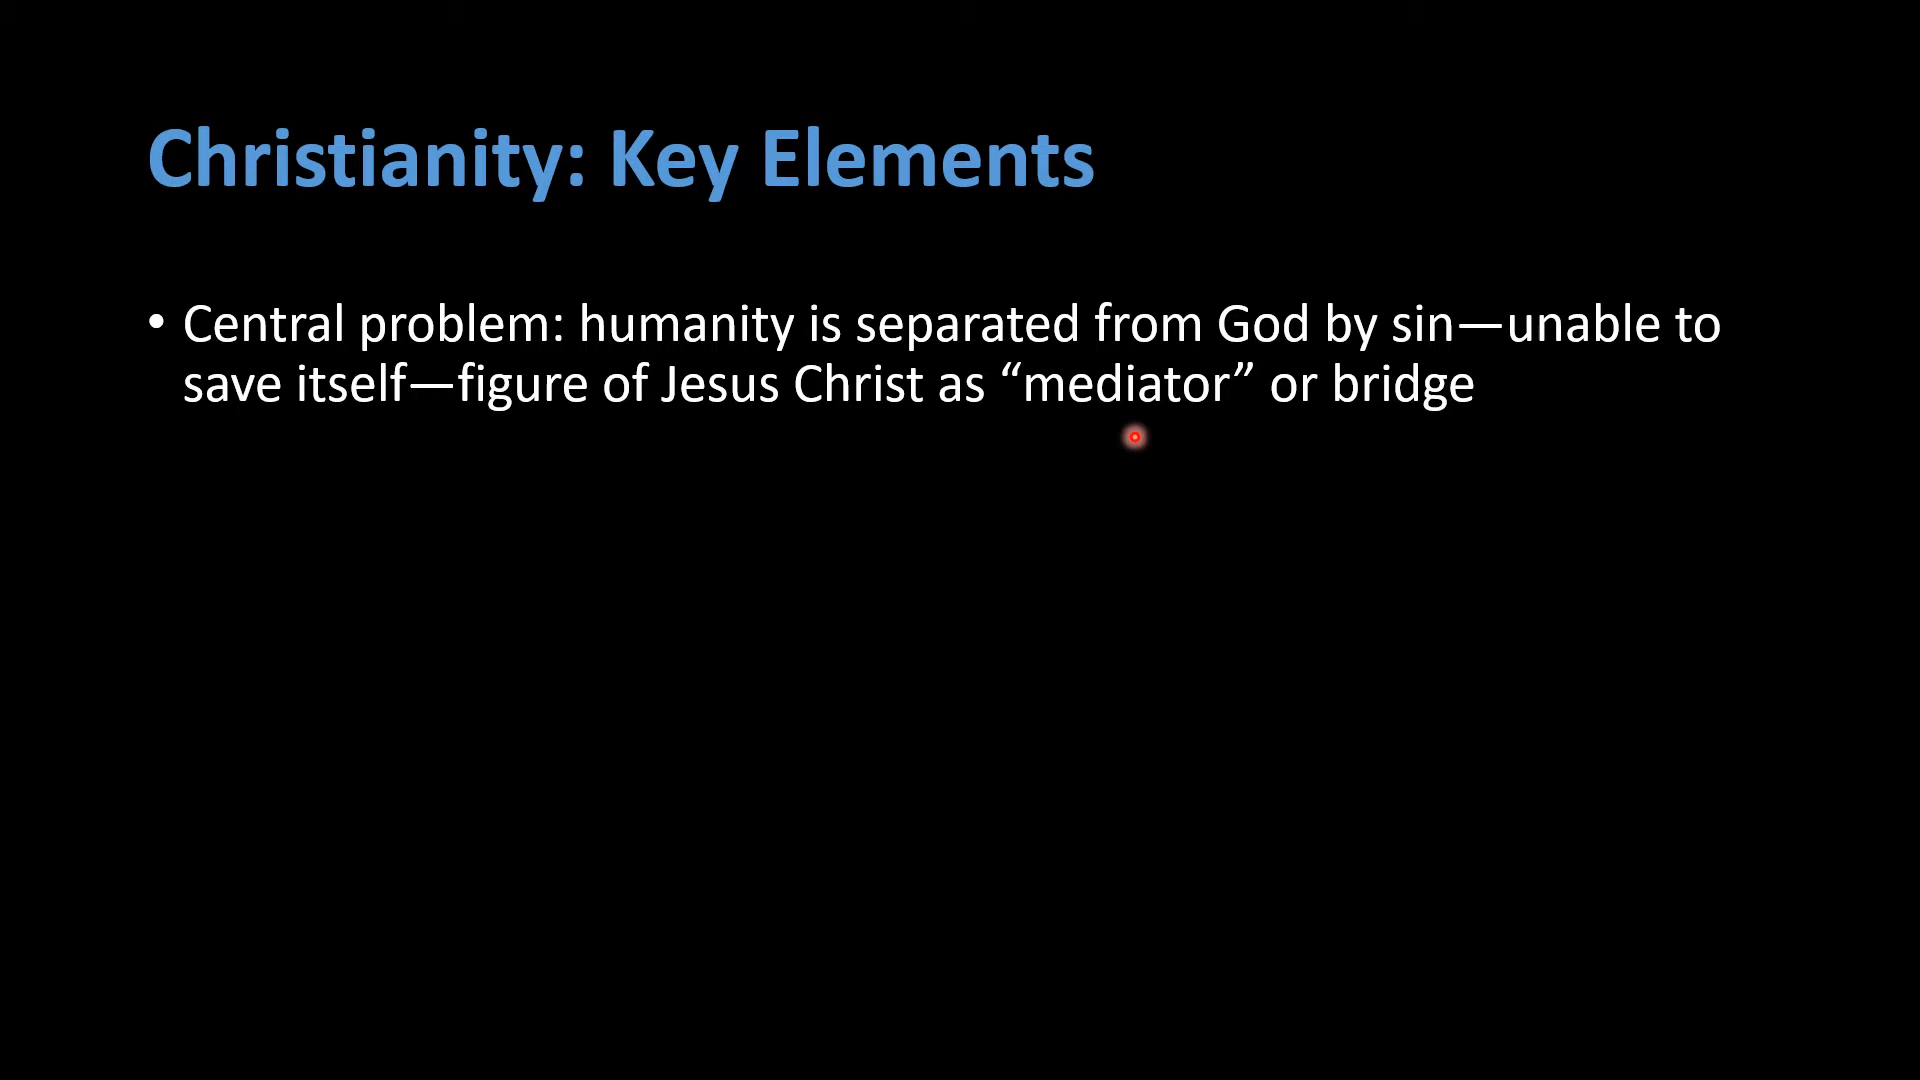 Christianity: Key Elements
• Central problem: humanity is separated from God by sin—unable to
save itself—figure of Jesus Christ as “mediator” or bridge